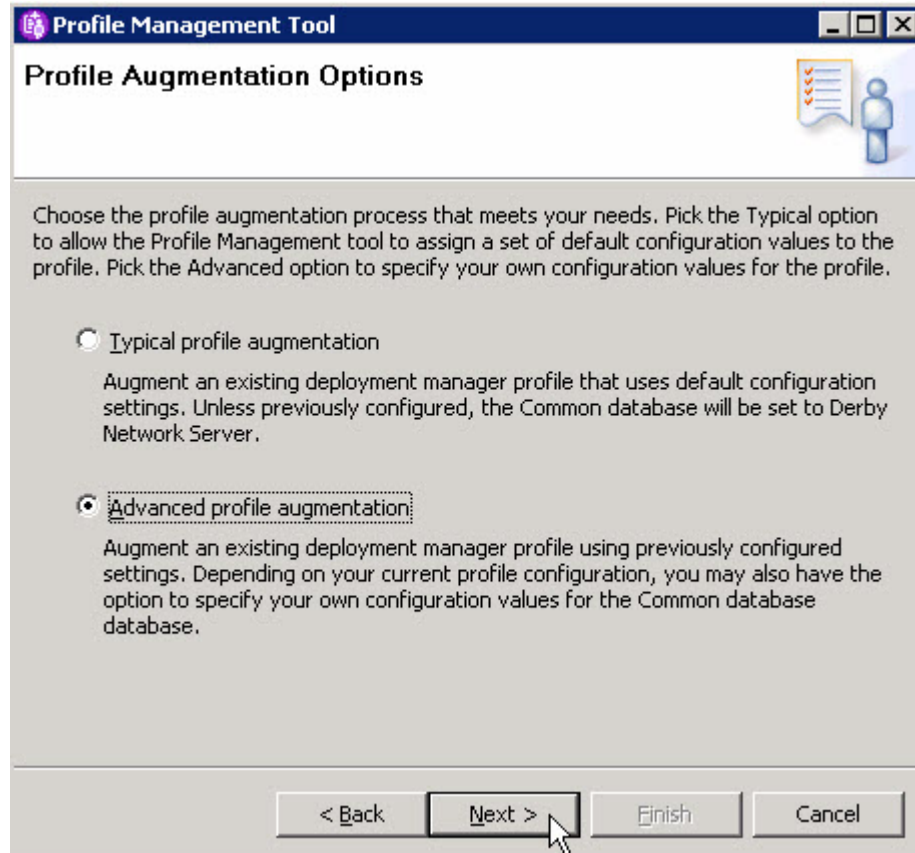 Profile Management Tool
Profile Augmentation Options
Choose the profile augmentation process that meets your needs. Pick the Typical option
to allow the Profile Management tool to assign a set of default configuration values to the
profile. Pick the Advanced option to specify your own configuration values for the profile.
Typical profile augmentation
Augment an existing deployment manager profile that uses default configuration
settings. Unless previously configured, the Common database will be set to Derby
Network Server.
Advanced profile augmentation
Augment an existing deployment manager profile using previously configured
settings. Depending on your current profile configuration, you may also have the
option to specify your own configuration values for the Common database
database.
< Back Next > Finish Cancel